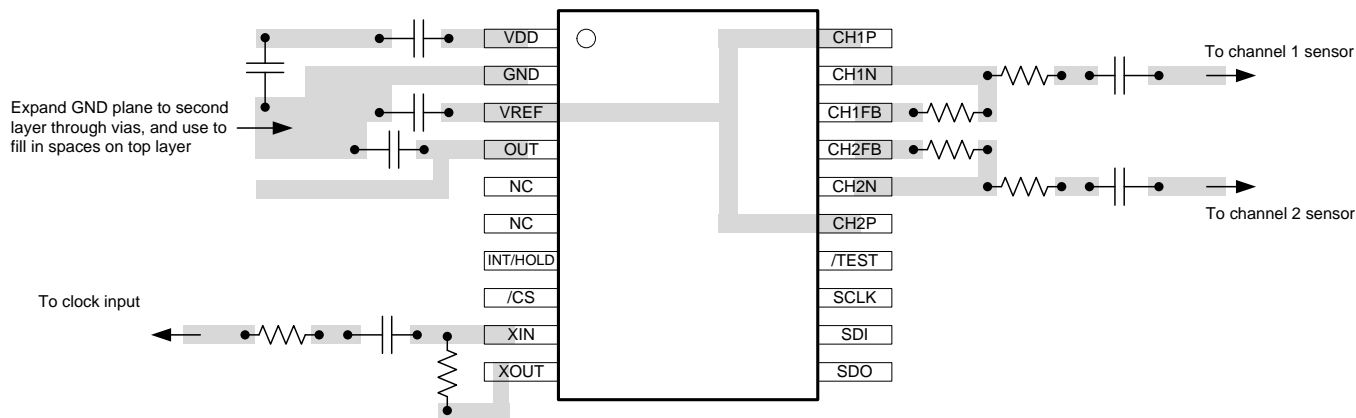 VDD
GND
VREF
OUT
NC
NC
INT/HOLD
/CS
XIN
XOUT
CH1P
CH1N
CH1FB
CH2FB
CH2N
CH2P
/TEST
SCLK
SDI
SDO
Expand GND plane to second
layer through vias, and use to
fill in spaces on top layer
To clock input
To channel 1 sensor
To channel 2 sensor